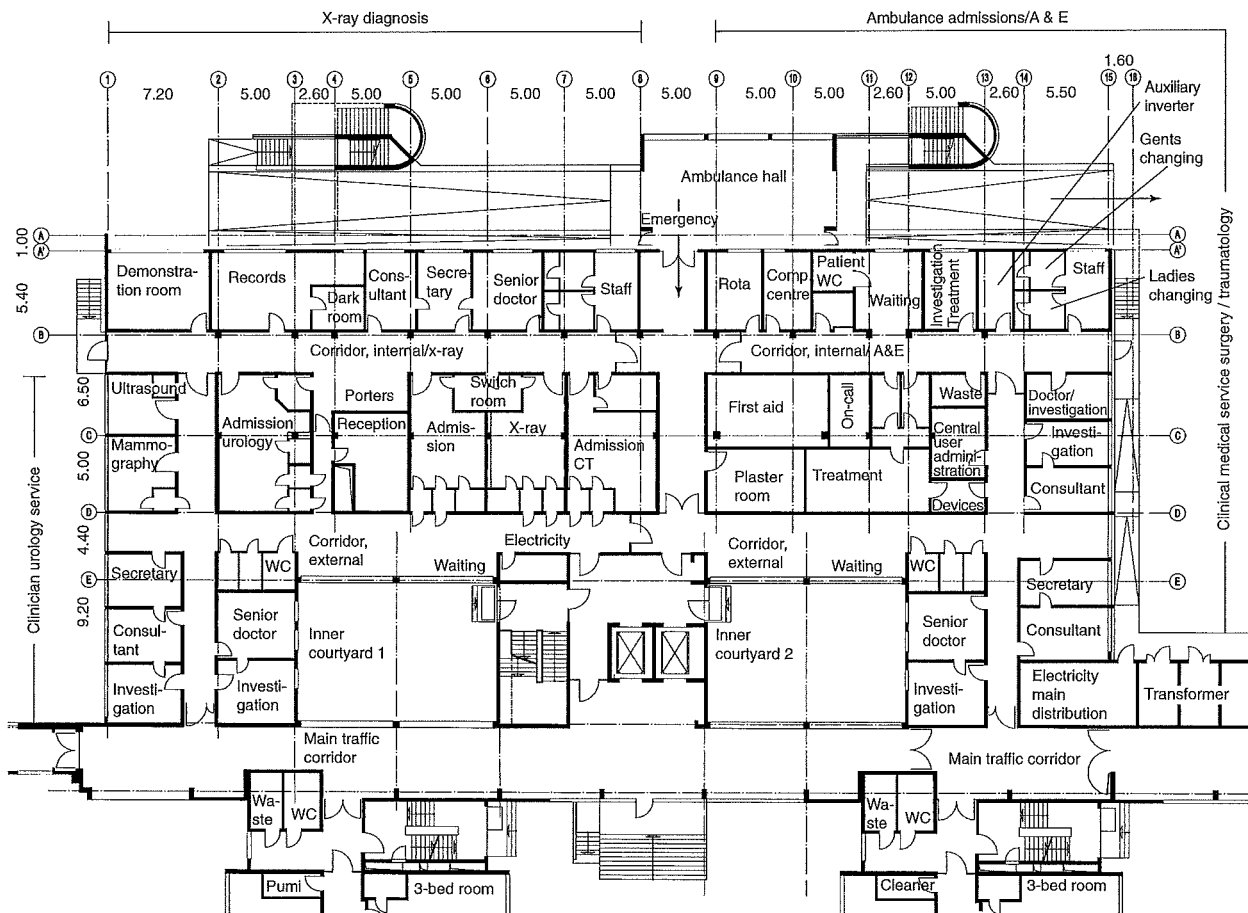 X-ray diagnosis
Ambulance admissions/A & E
1 2 3 4 5 6 7 8 9 10 11 12 13 14 15 16
7.20 5.00 2.60 5.00 5.00 5.00 5.00 5.00 5.00 5.00 2.60 5.00 2.60 5.50 1.60
Auxiliary
inverter
Gents
changing
Ladies
changing
Ambulance hall
Emergency
A
A'
B
C
D
E
A
A'
B
C
D
E
1.00
5.40
6.50
5.00
4.40
9.20
Clinician urology service
Clinical medical service surgery / traumatology
Demonstra-
tion room
Records
Dark
room
Con-
sultant
Secre-
tary
Senior
doctor
Staff
Rota
Comp.
centre
Patient
WC
Waiting
Investigation
Treatment
Staff
Corridor, internal/x-ray
Corridor, internal/ A&E
Ultrasound
Mammo-
graphy
Admission
urology
Porters
Reception
Switch
room
Admis-
sion
X-ray
Admission
CT
First aid
On-call
Waste
Central
user
admini-
stration
Devices
Plaster
room
Treatment
Doctor/
investigation
Investi-
gation
Consultant
Corridor,
external
Electricity
Waiting
Corridor,
external
Waiting
Secretary
WC
Consul-
tant
Senior
doctor
Investi-
gation
Investi-
gation
Inner
courtyard 1
Inner
courtyard 2
WC
Senior
doctor
Investi-
gation
Secretary
Consultant
Electricity
main
distribution
Transformer
Main traffic
corridor
Main traffic corridor
Wa-
ste
WC
Wa-
ste
WC
Pumi
3-bed room
Cleaner
3-bed room